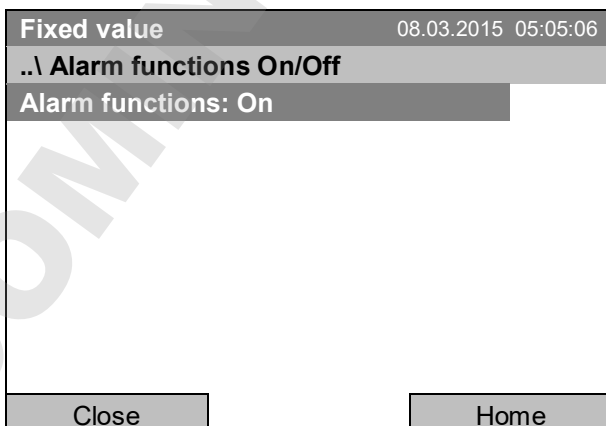 Fixed value 08.03.2015 05:05:06
..\ Alarm functions On/Off
Alarm functions: On
Close Home